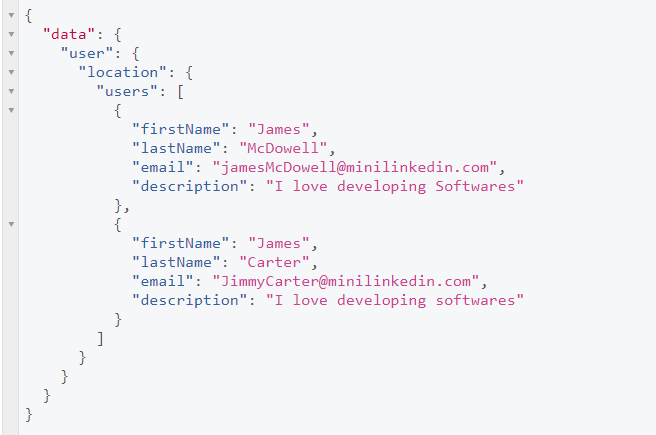 {
  "data": {
    "user": {
      "location": {
        "users": [
          {
            "firstName": "James",
            "lastName": "McDowell",
            "email": "jamesMcDowell@minilinkedin.com",
            "description": "I love developing Softwares"
          },
          {
            "firstName": "James",
            "lastName": "Carter",
            "email": "JimmyCarter@minilinkedin.com",
            "description": "I love developing softwares"
          }
        ]
      }
    }
  }
}